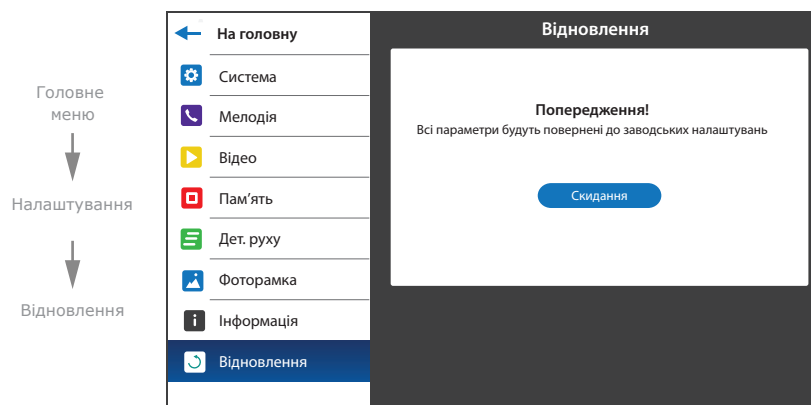 Головне
меню
Налаштування
Відновлення
На головну
Система
Мелодія
Відео
Пам’ять
Дет. руху
Фоторамка
Інформація
Відновлення
Відновлення
Попередження!
Всі параметри будуть повернені до заводських налаштувань
Скидання